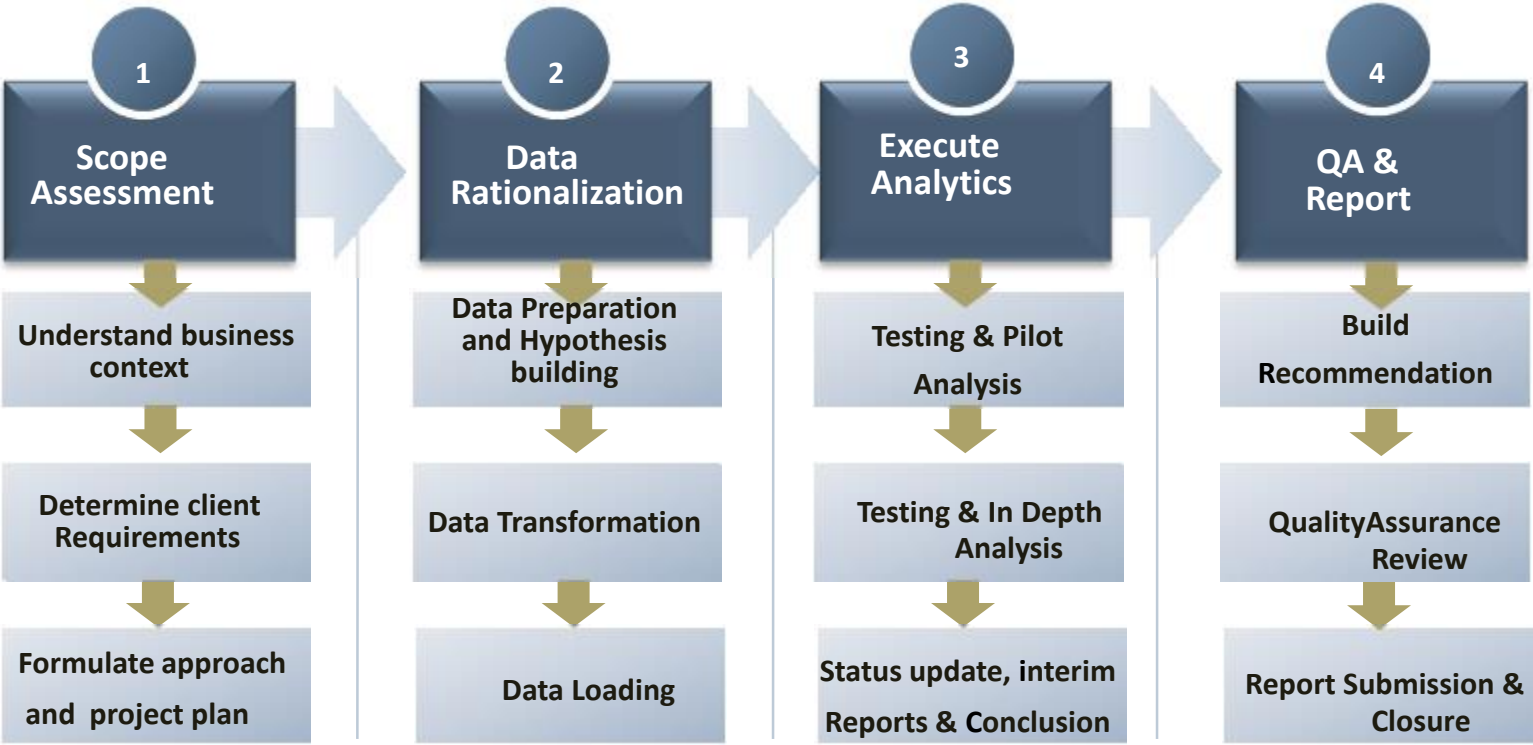 1
Scope
Assessment
Understand business
context
Determine client
Requirements
Formulate approach
and project plan
2
Data
Rationalization
Data Preparation
and Hypothesis
building
Data Transformation
Data Loading
3
Execute
Analytics
Testing & Pilot
Analysis
Testing & In Depth
Analysis
Status update, interim
Reports & Conclusion
4
QA &
Report
Build
Recommendation
QualityAssurance
Review
Report Submission &
Closure